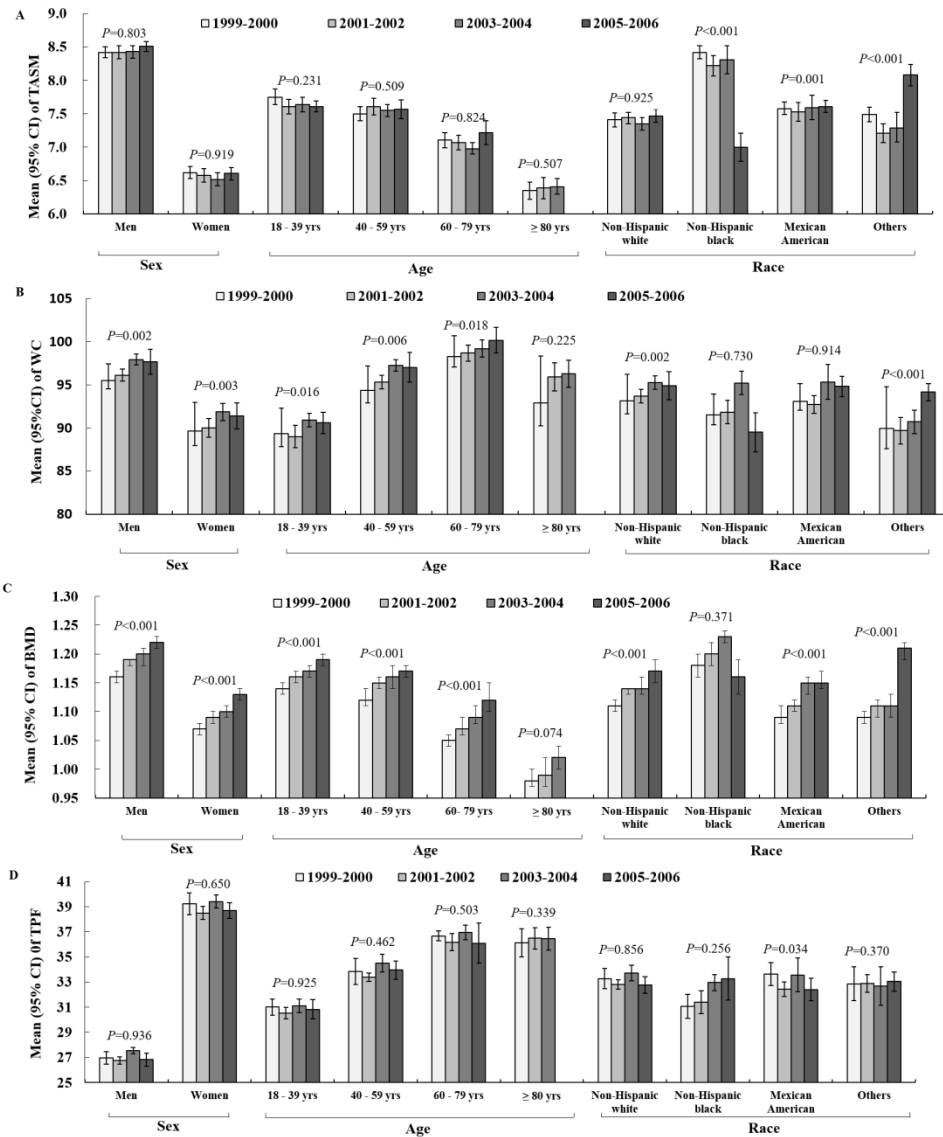 A
1999-2000 2001-2002 2003-2004 2005-2006
Mean (95% CI) of TASM
9.0
8.5
8.0
7.5
7.0
6.5
6.0
P=0.803
P=0.919
P=0.231
P=0.509
P=0.824
P=0.507
P=0.925
P<0.001
P=0.001
P<0.001
Men Women 18 - 39 yrs 40 - 59 yrs 60 - 79 yrs ≥ 80 yrs Non-Hispanic white Non-Hispanic black Mexican American Others
Sex Age Race
B
1999-2000 2001-2002 2003-2004 2005-2006
Mean (95%CI) of WC
105
100
95
90
85
80
P=0.002
P=0.003
P=0.016
P=0.006
P=0.018
P=0.225
P=0.002
P=0.730
P=0.914
P<0.001
Men Women 18 - 39 yrs 40 - 59 yrs 60 - 79 yrs ≥ 80 yrs Non-Hispanic white Non-Hispanic black Mexican American Others
Sex Age Race
C
1999-2000 2001-2002 2003-2004 2005-2006
Mean (95% CI) of BMD
1.30
1.25
1.20
1.15
1.10
1.05
1.00
0.95
P<0.001
P<0.001
P<0.001
P<0.001
P<0.001
P=0.074
P<0.001
P=0.371
P<0.001
P<0.001
Men Women 18 - 39 yrs 40 - 59 yrs 60 - 79 yrs ≥ 80 yrs Non-Hispanic white Non-Hispanic black Mexican American Others
Sex Age Race
D
1999-2000 2001-2002 2003-2004 2005-2006
Mean (95% CI) 0f TPF
41
39
37
35
33
31
29
27
25
P=0.936
P=0.650
P=0.925
P=0.462
P=0.503
P=0.339
P=0.856
P=0.256
P=0.034
P=0.370
Men Women 18 - 39 yrs 40 - 59 yrs 60 - 79 yrs ≥ 80 yrs Non-Hispanic white Non-Hispanic black Mexican American Others
Sex Age Race